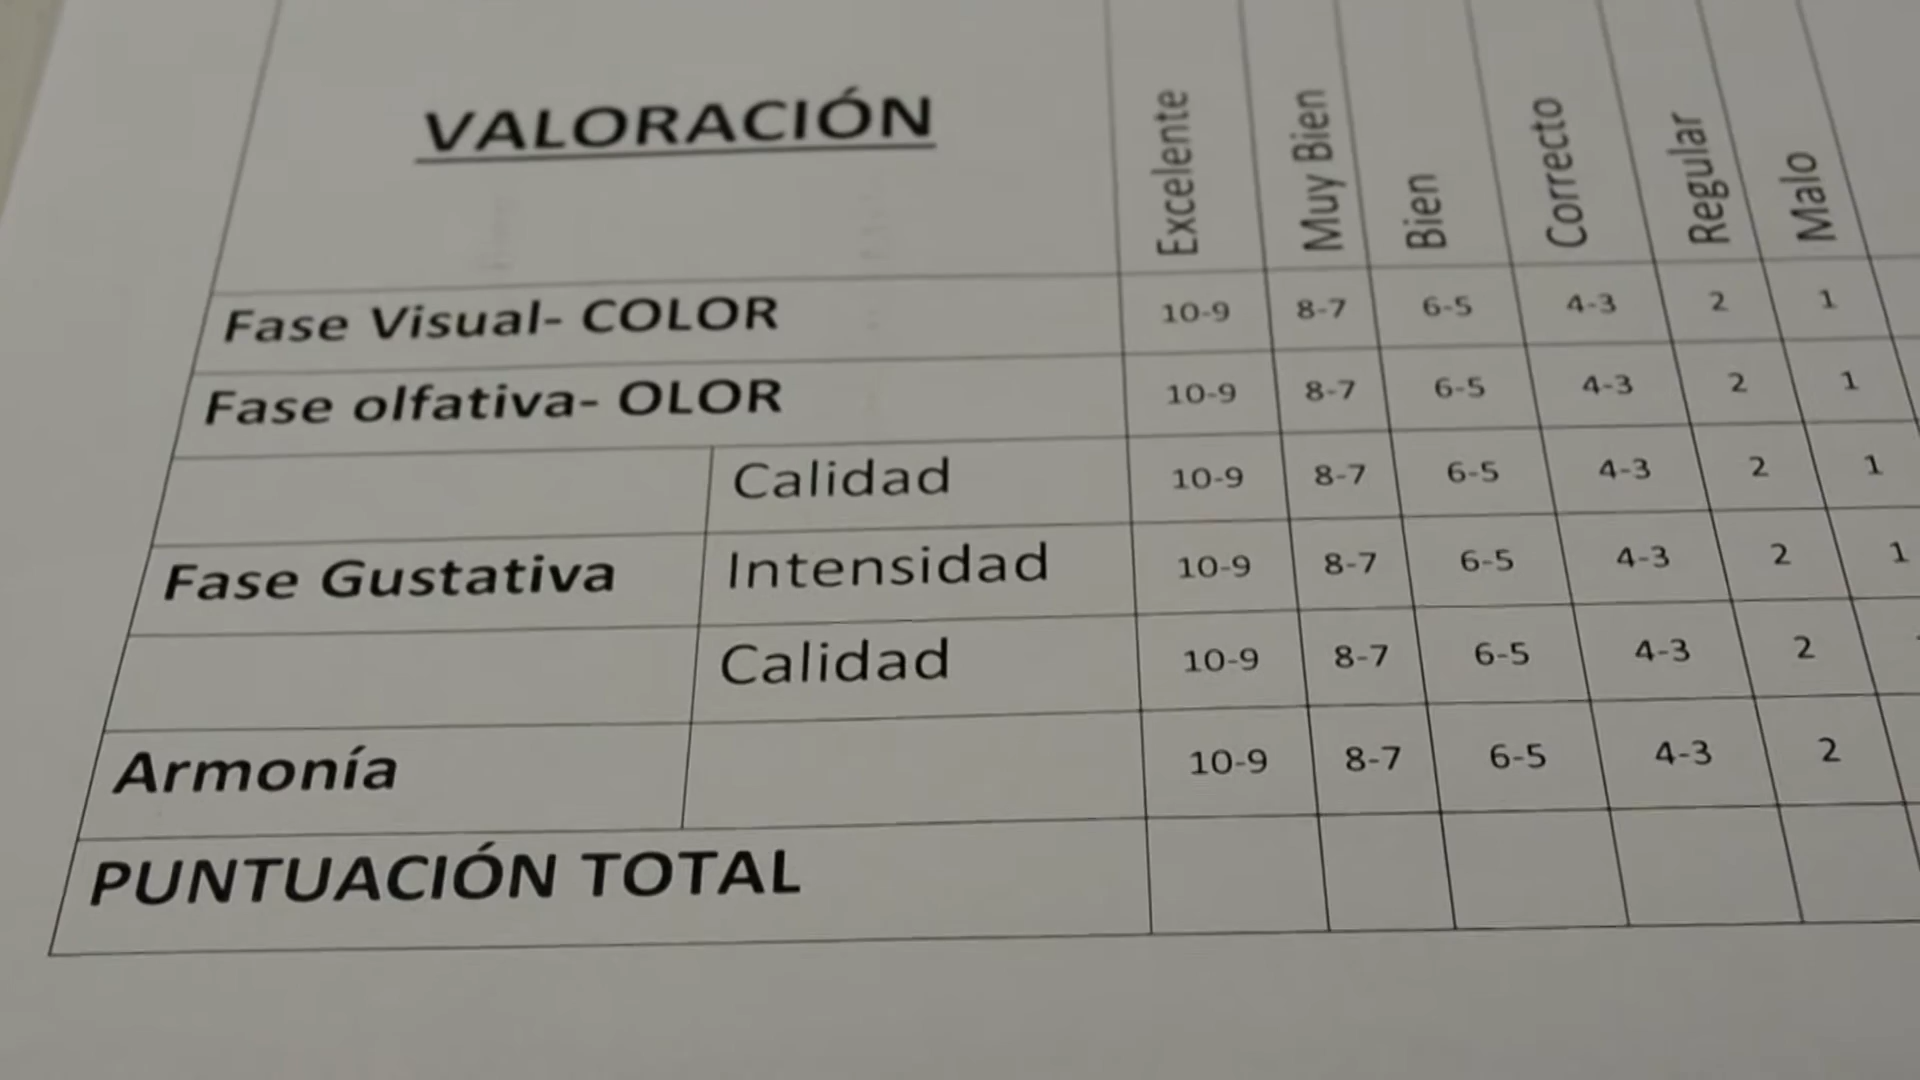 VALORACIÓN Excelente Muy Bien Bien Correcto Regular Malo
Fase Visual- COLOR 10-9 8-7 6-5 4-3 2 1
Fase olfativa- OLOR 10-9 8-7 6-5 4-3 2 1
Calidad 10-9 8-7 6-5 4-3 2 1
Fase Gustativa Intensidad 10-9 8-7 6-5 4-3 2 1
Calidad 10-9 8-7 6-5 4-3 2
Armonía 10-9 8-7 6-5 4-3 2
PUNTUACIÓN TOTAL